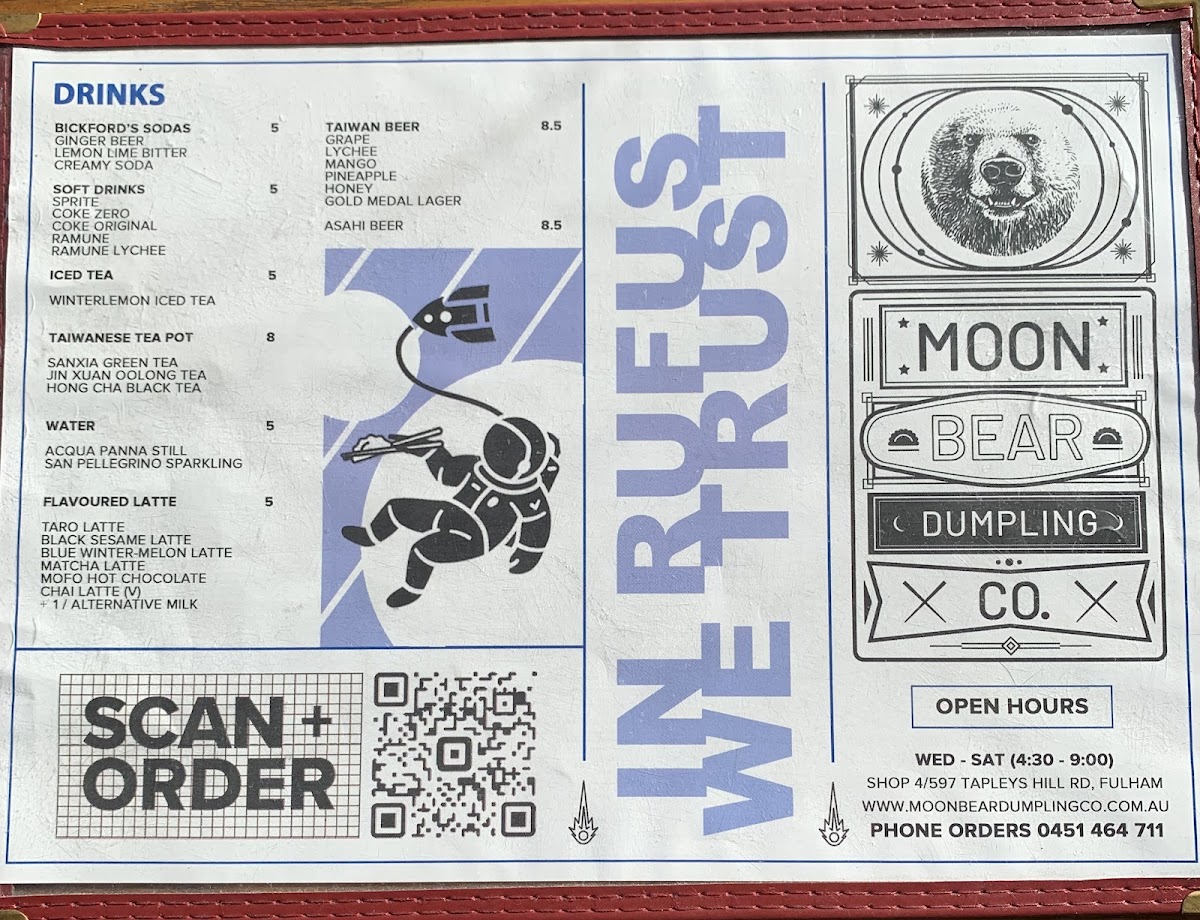 DRINKS
BICKFORD'S SODAS 5
GINGER BEER
LEMON LIME BITTER
CREAMY SODA
SOFT DRINKS 5
SPRITE
COKE ZERO
COKE ORIGINAL
RAMUNE
RAMUNE LYCHEE
ICED TEA 5
WINTERLEMON ICED TEA
TAIWANESE TEA POT 8
SANXIA GREEN TEA
JIN XUAN OOLONG TEA
HONG CHA BLACK TEA
WATER 5
ACQUA PANNA STILL
SAN PELLEGRINO SPARKLING
FLAVOURED LATTE 5
TARO LATTE
BLACK SESAME LATTE
BLUE WINTER-MELON LATTE
MATCHA LATTE
MOFO HOT CHOCOLATE
CHAI LATTE (V)
+ 1 / ALTERNATIVE MILK
TAIWAN BEER 8.5
GRAPE
LYCHEE
MANGO
PINEAPPLE
HONEY
GOLD MEDAL LAGER
ASAHI BEER 8.5
SCAN +
ORDER
IN RUFUS
WE TRUST
MOON
BEAR
DUMPLING
CO.
OPEN HOURS
WED - SAT (4:30 - 9:00)
SHOP 4/597 TAPLEYS HILL RD, FULHAM
WWW.MOONBEARDUMPLINGCO.COM.AU
PHONE ORDERS 0451 464 711